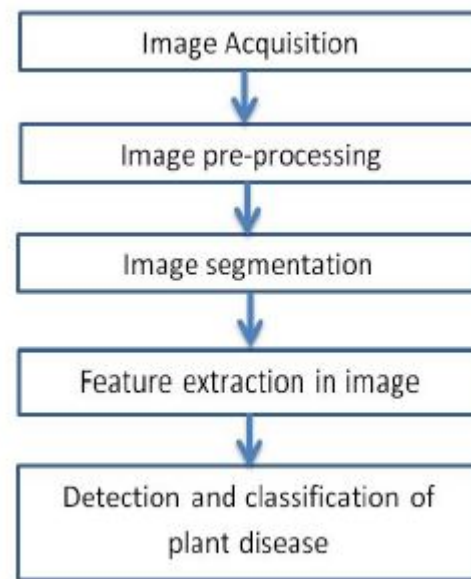 Image Acquisition
Image pre-processing
Image segmentation
Feature extraction in image
Detection and classification of
plant disease